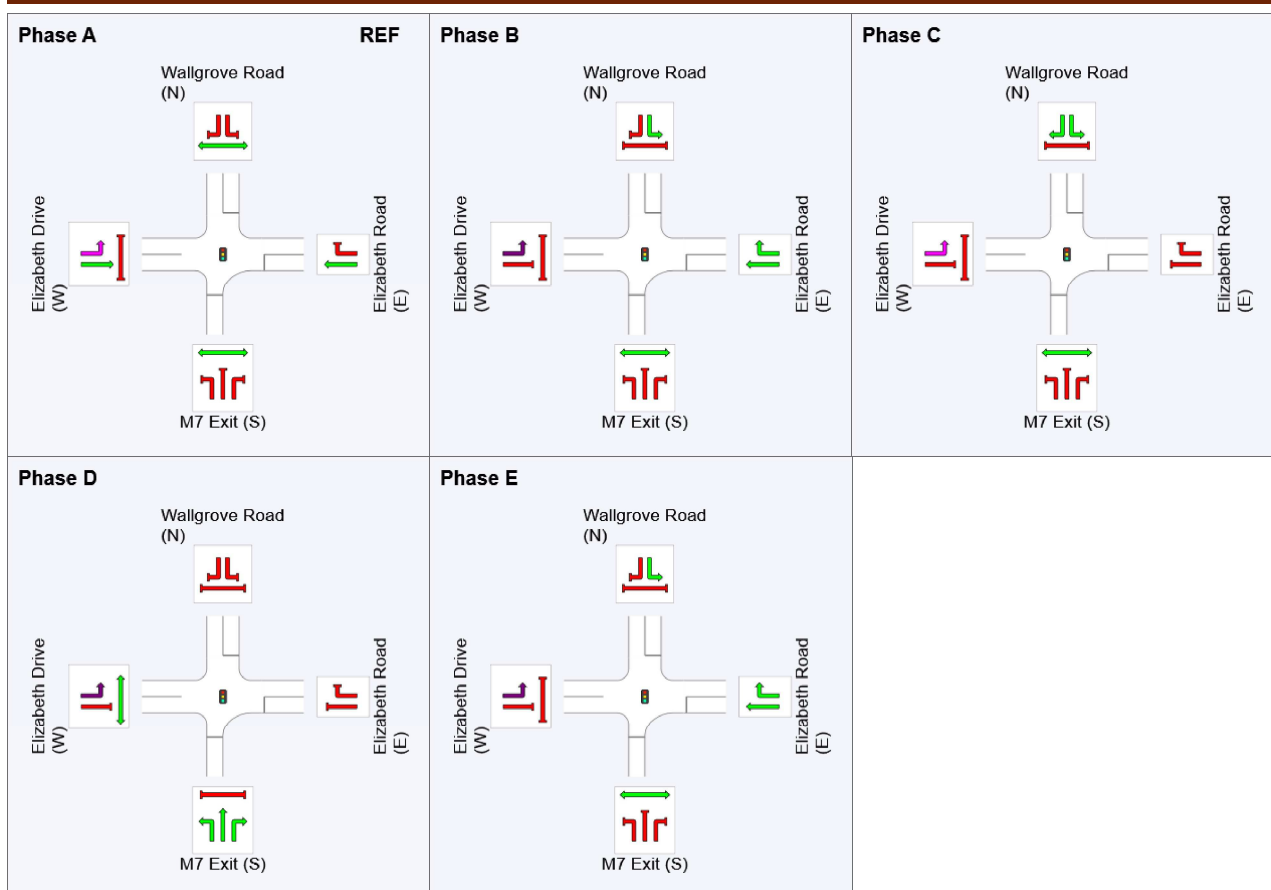 Phase A
REF
Wallgrove Road
(N)
Elizabeth Drive
(W)
Elizabeth Road
(E)
M7 Exit (S)
Phase B
Wallgrove Road
(N)
Elizabeth Drive
(W)
Elizabeth Road
(E)
M7 Exit (S)
Phase C
Wallgrove Road
(N)
Elizabeth Drive
(W)
Elizabeth Road
(E)
M7 Exit (S)
Phase D
Wallgrove Road
(N)
Elizabeth Drive
(W)
Elizabeth Road
(E)
M7 Exit (S)
Phase E
Wallgrove Road
(N)
Elizabeth Drive
(W)
Elizabeth Road
(E)
M7 Exit (S)